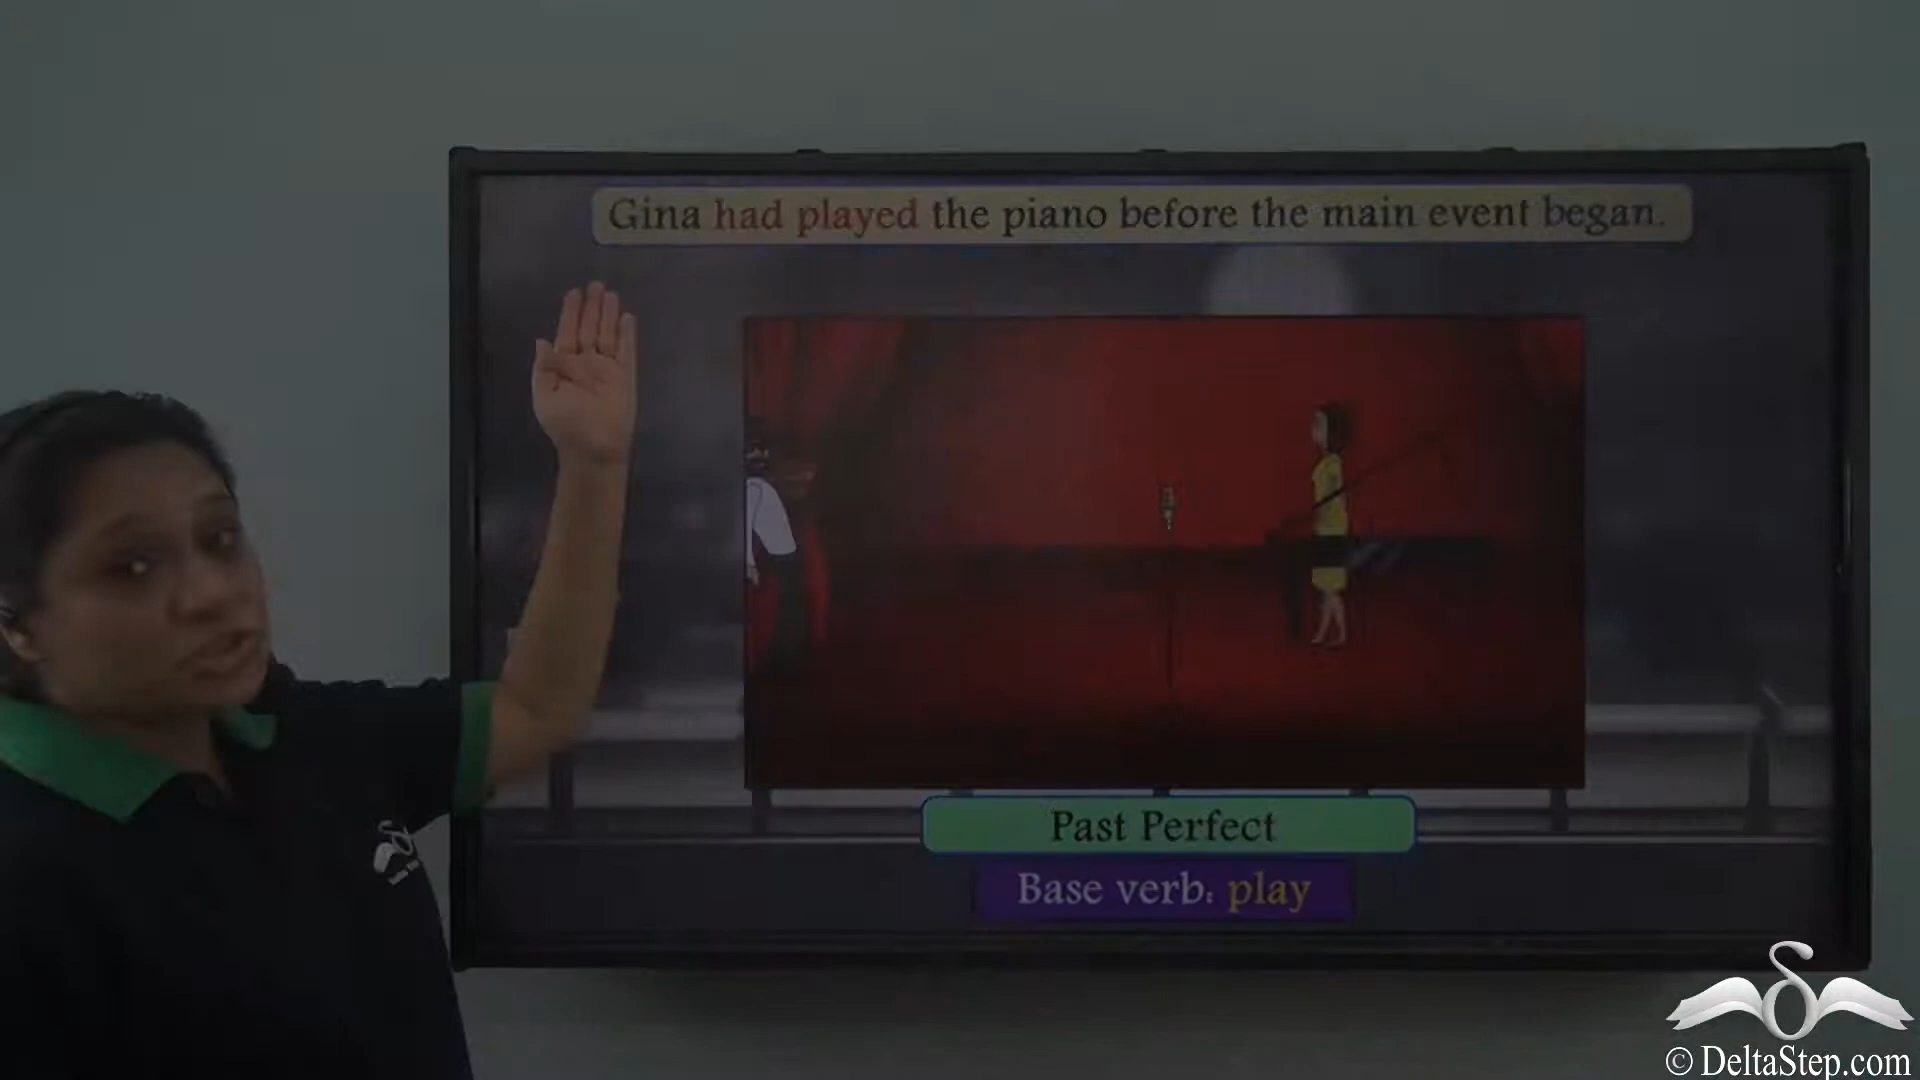 Gina had played the piano before the main event began.
Past Perfect
Base verb: play
© DeltaStep.com